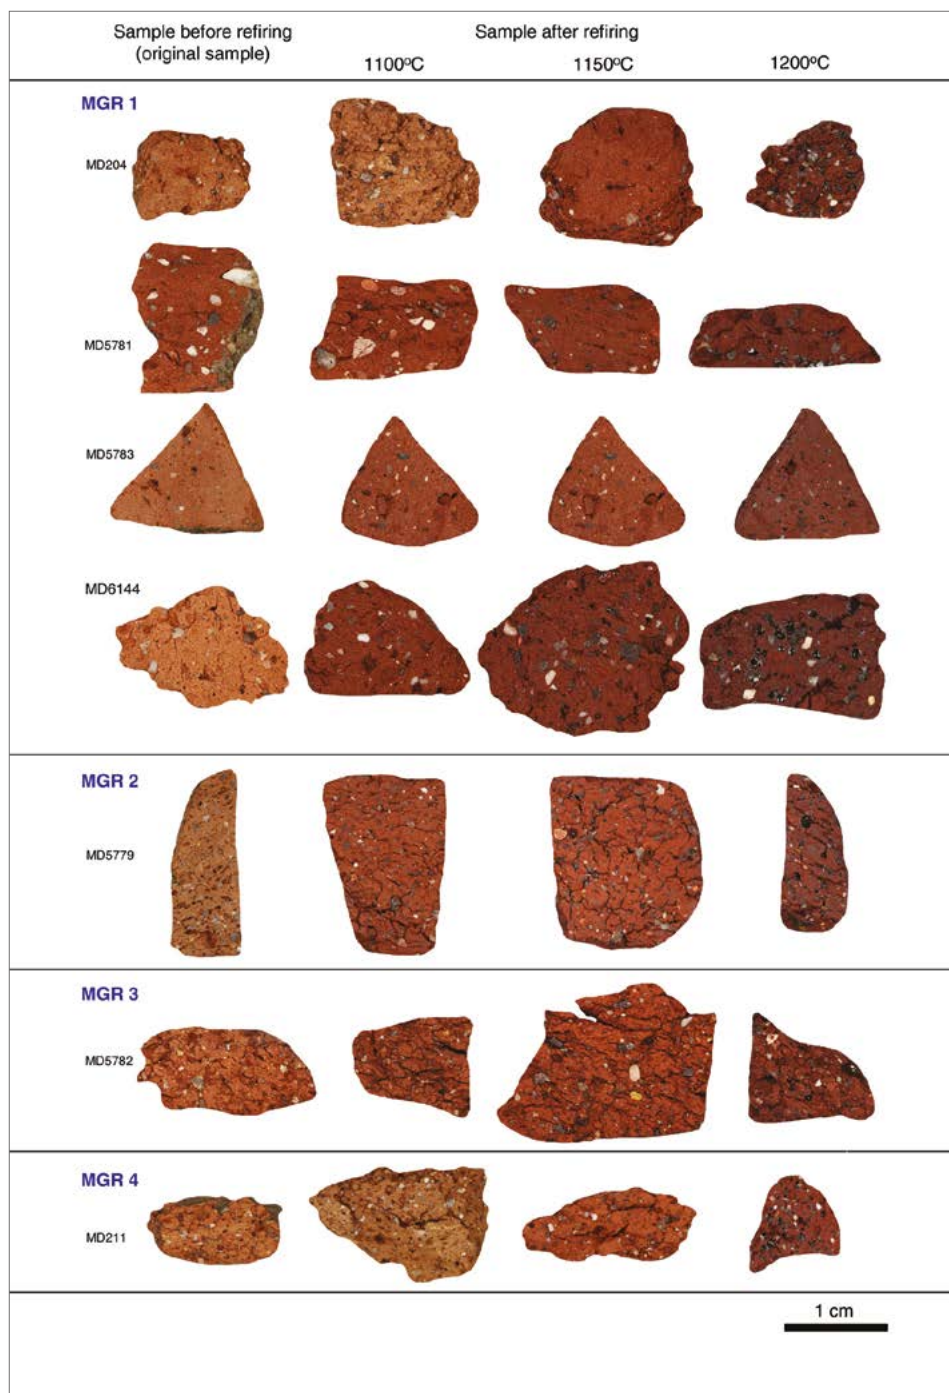 Sample before refiring
(original sample)
Sample after refiring
1100ºC
1150ºC
1200ºC
MGR 1
MD204
MD5781
MD5783
MD6144
MGR 2
MD5779
MGR 3
MD5782
MGR 4
MD211
1 cm